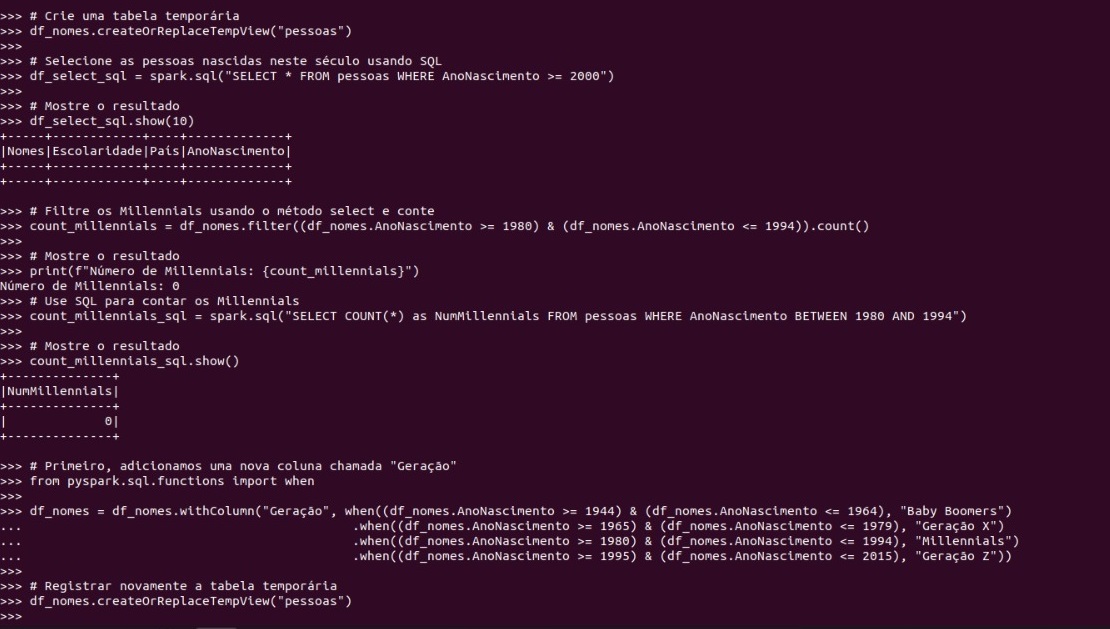 >>> # Crie uma tabela temporária
>>> df_nomes.createOrReplaceTempView("pessoas")
>>>
>>> # Selecione as pessoas nascidas neste século usando SQL
>>> df_select_sql = spark.sql("SELECT * FROM pessoas WHERE AnoNascimento >= 2000")
>>>
>>> # Mostre o resultado
>>> df_select_sql.show(10)
+-----+------------+----+-------------+
|Nomes|Escolaridade|País|AnoNascimento|
+-----+------------+----+-------------+
+-----+------------+----+-------------+
>>> # Filtre os Millennials usando o método select e conte
>>> count_millennials = df_nomes.filter((df_nomes.AnoNascimento >= 1980) & (df_nomes.AnoNascimento <= 1994)).count()
>>>
>>> # Mostre o resultado
>>> print(f"Número de Millennials: {count_millennials}")
Número de Millennials: 0
>>> # Use SQL para contar os Millennials
>>> count_millennials_sql = spark.sql("SELECT COUNT(*) as NumMillennials FROM pessoas WHERE AnoNascimento BETWEEN 1980 AND 1994")
>>>
>>> # Mostre o resultado
>>> count_millennials_sql.show()
+--------------+
|NumMillennials|
+--------------+
|             0|
+--------------+
>>> # Primeiro, adicionamos uma nova coluna chamada "Geração"
>>> from pyspark.sql.functions import when
>>>
>>> df_nomes = df_nomes.withColumn("Geração", when((df_nomes.AnoNascimento >= 1944) & (df_nomes.AnoNascimento <= 1964), "Baby Boomers")
...                                            .when((df_nomes.AnoNascimento >= 1965) & (df_nomes.AnoNascimento <= 1979), "Geração X")
...                                            .when((df_nomes.AnoNascimento >= 1980) & (df_nomes.AnoNascimento <= 1994), "Millennials")
...                                            .when((df_nomes.AnoNascimento >= 1995) & (df_nomes.AnoNascimento <= 2015), "Geração Z"))
>>>
>>> # Registrar novamente a tabela temporária
>>> df_nomes.createOrReplaceTempView("pessoas")
>>>